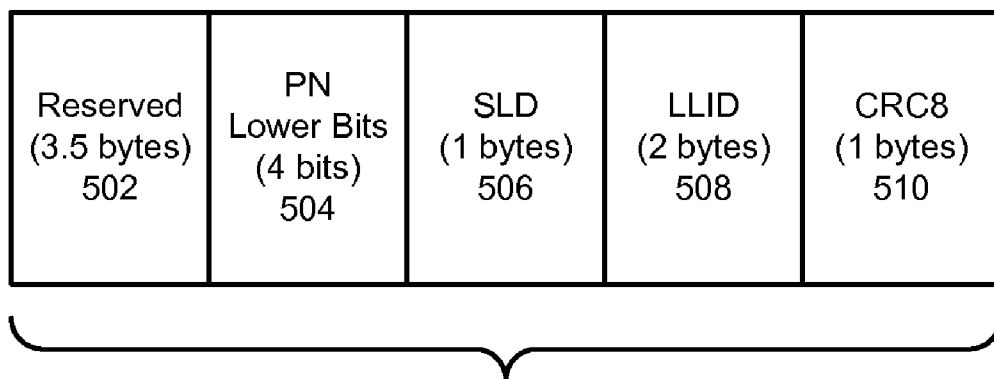 Reserved
(3.5 bytes)
502
PN
Lower Bits
(4 bits)
504
SLD
(1 bytes)
506
LLID
(2 bytes)
508
CRC8
(1 bytes)
510